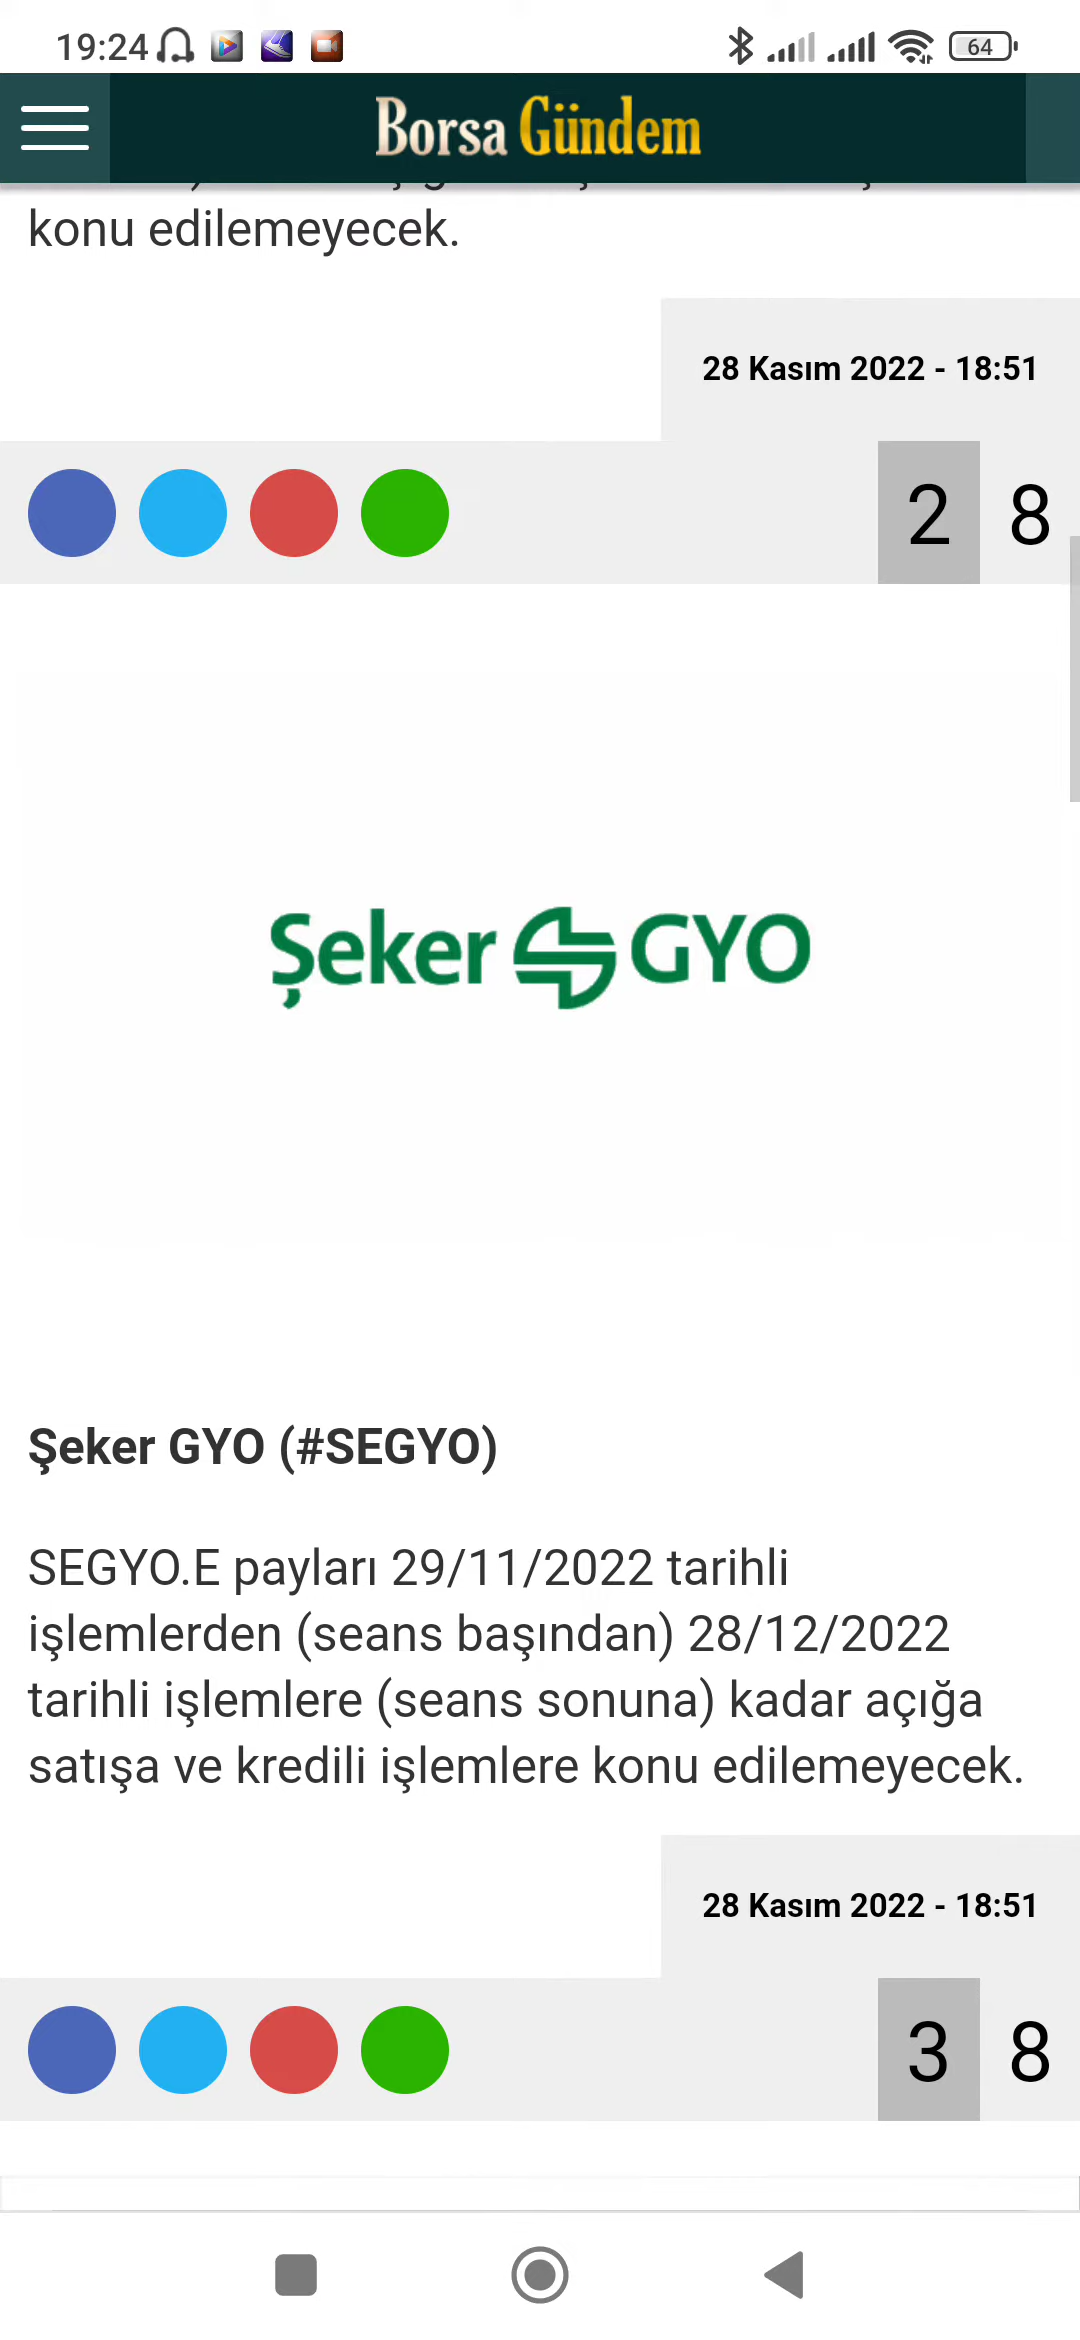 19:24
64
Borsa Gündem
konu edilemeyecek.
28 Kasım 2022 - 18:51
2 8
Şeker GYO
Şeker GYO (#SEGYO)
SEGYO.E payları 29/11/2022 tarihli
işlemlerden (seans başından) 28/12/2022
tarihli işlemlere (seans sonuna) kadar açığa
satışa ve kredili işlemlere konu edilemeyecek.
28 Kasım 2022 - 18:51
3 8